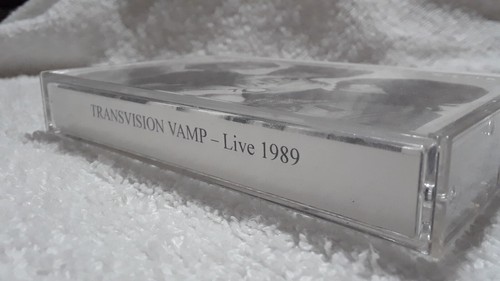 TRANSVISION VAMP – Live 1989